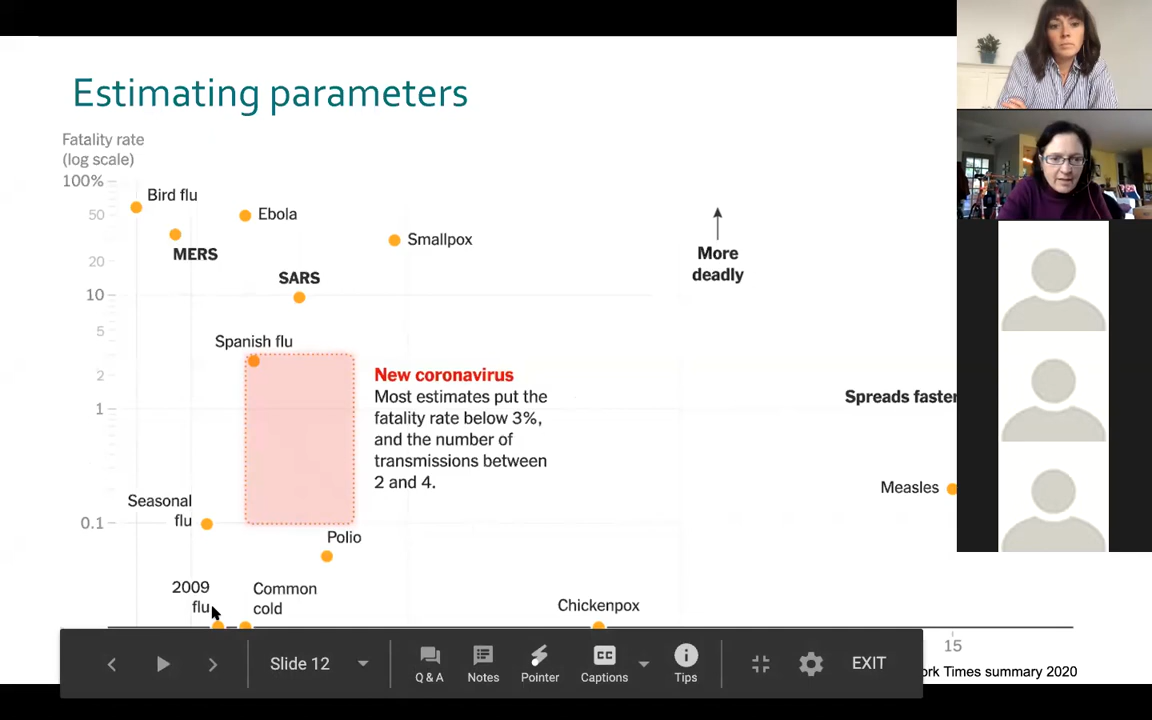 Estimating parameters
Fatality rate
(log scale)
100%
Bird flu
50
Ebola
MERS
Smallpox
More
deadly
20
SARS
10
5
Spanish flu
2
New coronavirus
Most estimates put the
fatality rate below 3%,
and the number of
transmissions between
2 and 4.
Spreads faster
1
Measles
Seasonal
flu
0.1
Polio
2009
flu
Common
cold
Chickenpox
15
Slide 12
Q & A
Notes
Pointer
CC
Captions
Tips
EXIT
ork Times summary 2020